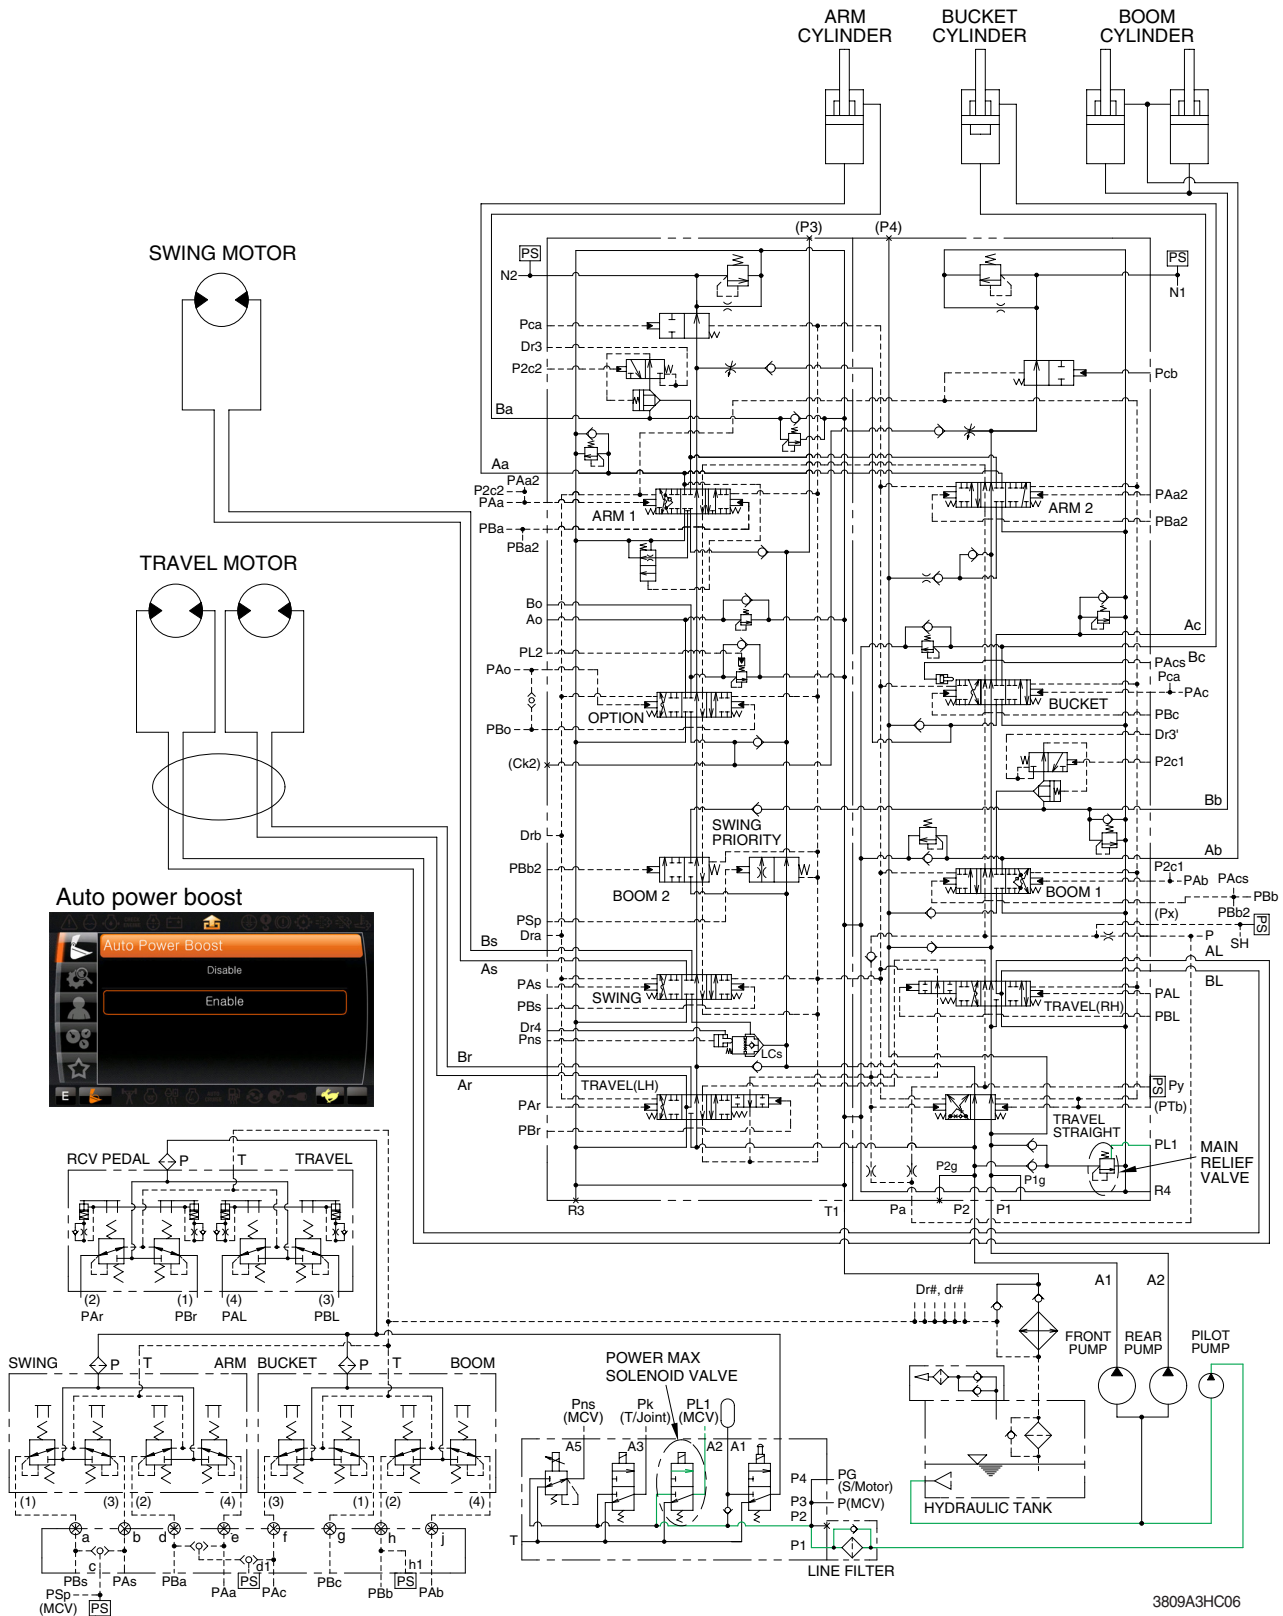 ARM
CYLINDER
BUCKET
CYLINDER
BOOM
CYLINDER
(P3)
(P4)
SWING MOTOR
PS
N2
PS
N1
Pca
Dr3
P2c2
Pcb
Ba
Aa
PAa2
P2c2
PAa
ARM 1
PBa
PBa2
PAa2
ARM 2
PBa2
TRAVEL MOTOR
Bo
Ao
PL2
PAo
OPTION
PBo
(Ck2)
Ac
Bc
PAcs
Pca
PAc
BUCKET
PBc
Dr3'
P2c1
Bb
Drb
SWING
PRIORITY
PBb2
BOOM 2
PSp
Dra
Ab
P2c1
PAb
BOOM 1
PAcs
PBb
PBb2
(Px)
PS
P
SH
AL
BL
Bs
As
PAs
SWING
PBs
Dr4
Pns
LCs
PAL
TRAVEL(RH)
PBL
Br
Ar
TRAVEL(LH)
PAr
PBr
PS
Py
(PTb)
TRAVEL
STRAIGHT
PL1
MAIN
RELIEF
VALVE
P2g
P1g
R4
R3
T1
Pa
P2
P1
Auto power boost
Auto Power Boost
Disable
Enable
E
RCV PEDAL
P
T
TRAVEL
(2)
(1)
(4)
(3)
PAr
PBr
PAL
PBL
Dr#, dr#
A1
A2
FRONT
PUMP
REAR
PUMP
PILOT
PUMP
SWING
P
T
ARM
BUCKET
P
T
BOOM
(1)
(3)
(2)
(4)
(3)
(1)
(2)
(4)
a
b
d
e
f
g
h
j
c
d1
h1
PS
PS
PBs
PAs
PBa
PAa
PAc
PBc
PBb
PAb
PSp
(MCV)
PS
POWER MAX
SOLENOID VALVE
Pns
(MCV)
Pk
(T/Joint)
PL1
(MCV)
A5
A3
A2
A1
P4
PG
(S/Motor)
P3
P(MCV)
P2
T
P1
LINE FILTER
HYDRAULIC TANK
3809A3HC06